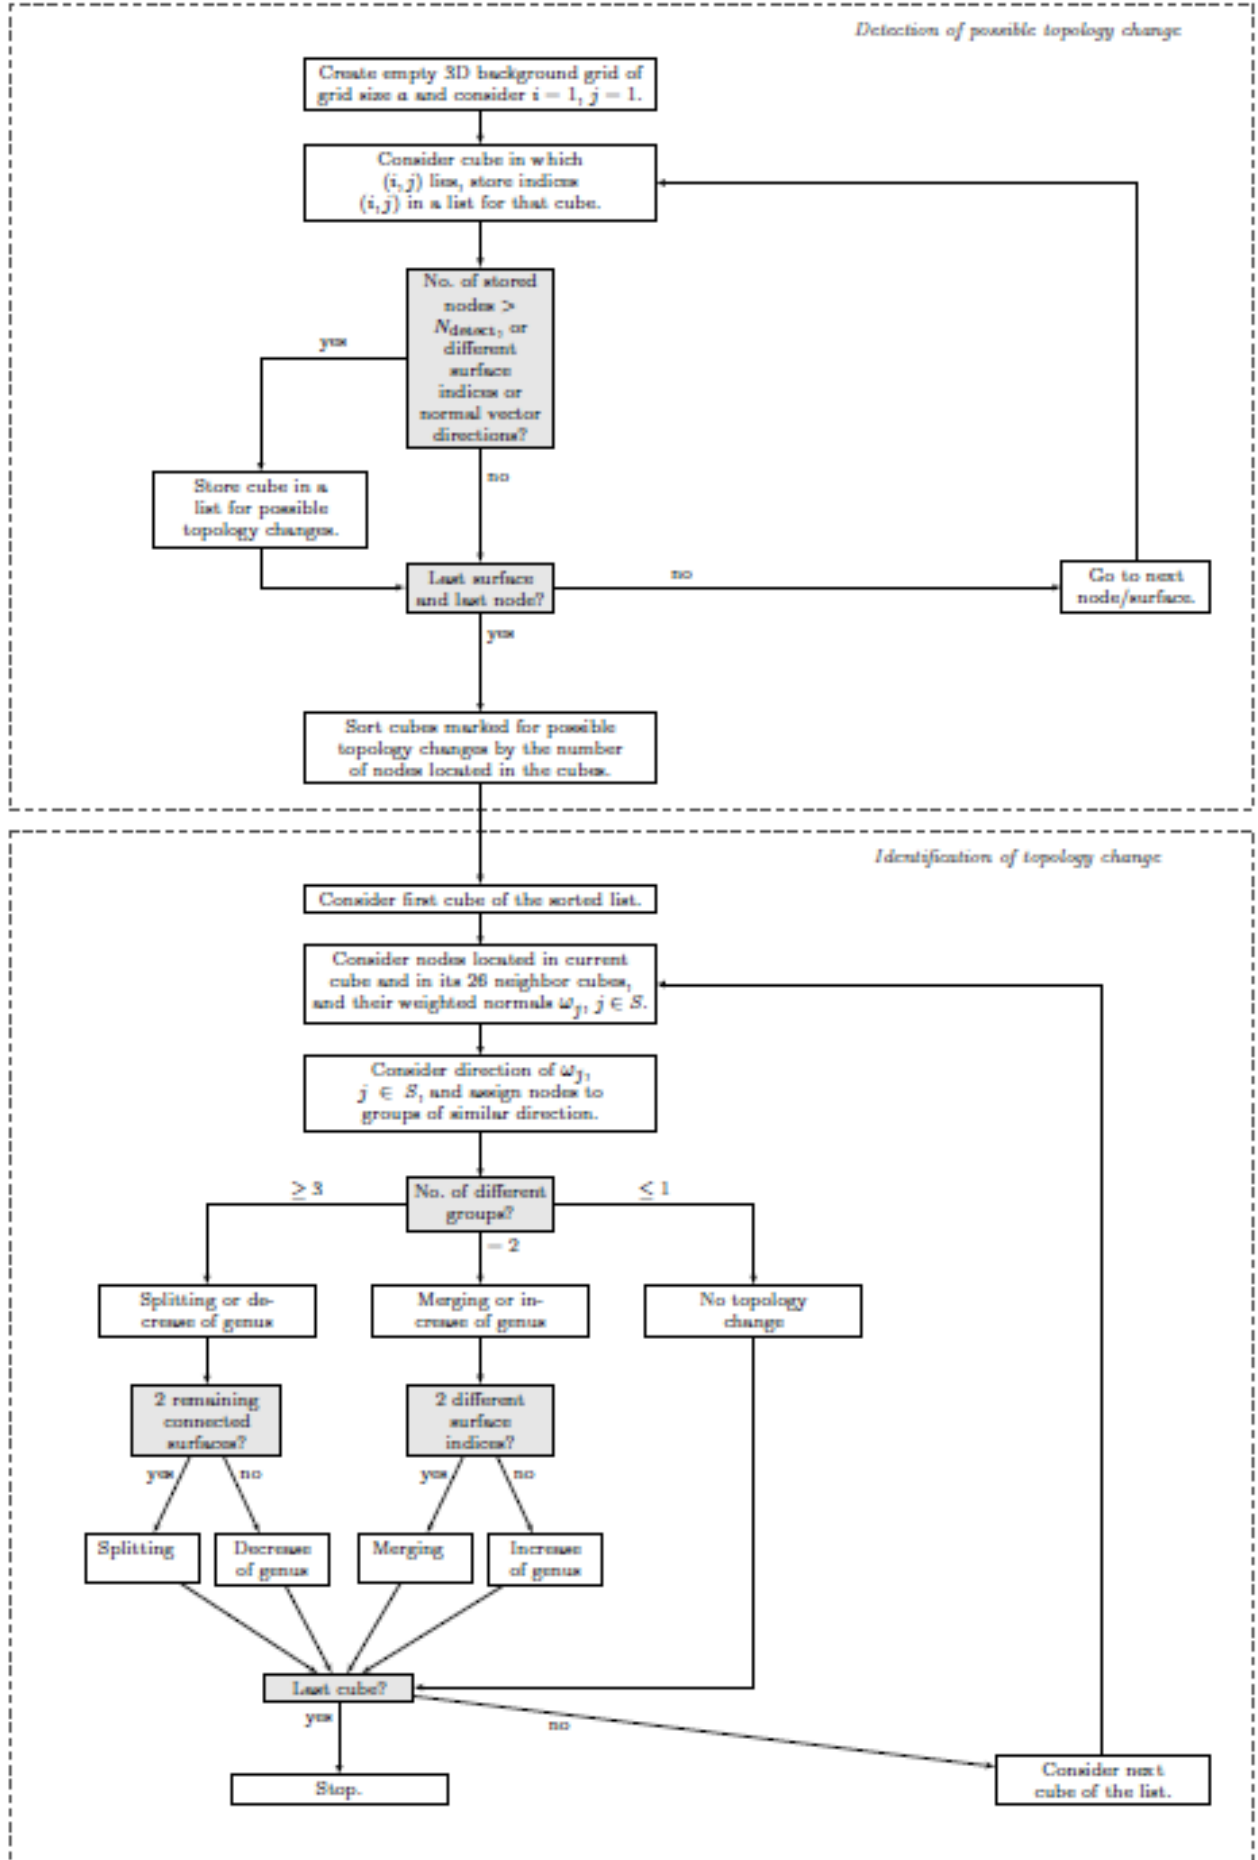 Detection of possible topology change
Create empty 3D background grid of
grid size a and consider i = 1, j = 1.
Consider cube in which
(i, j) lies, store indices
(i, j) in a list for that cube.
No. of stored
nodes >
N_detect, or
different
surface
indices or
normal vector
directions?
yes
no
Store cube in a
list for possible
topology changes.
Last surface
and last node?
no
Go to next
node/surface.
yes
Sort cubes marked for possible
topology changes by the number
of nodes located in the cubes.
Identification of topology change
Consider first cube of the sorted list.
Consider nodes located in current
cube and in its 26 neighbor cubes,
and their weighted normals ω_j, j ∈ S.
Consider direction of ω_j,
j ∈ S, and assign nodes to
groups of similar direction.
≥ 3
No. of different
groups?
≤ 1
= 2
Splitting or de-
crease of genus
Merging or in-
crease of genus
No topology
change
2 remaining
connected
surfaces?
2 different
surface
indices?
yes
no
yes
no
Splitting
Decrease
of genus
Merging
Increase
of genus
Last cube?
yes
no
Stop.
Consider next
cube of the list.